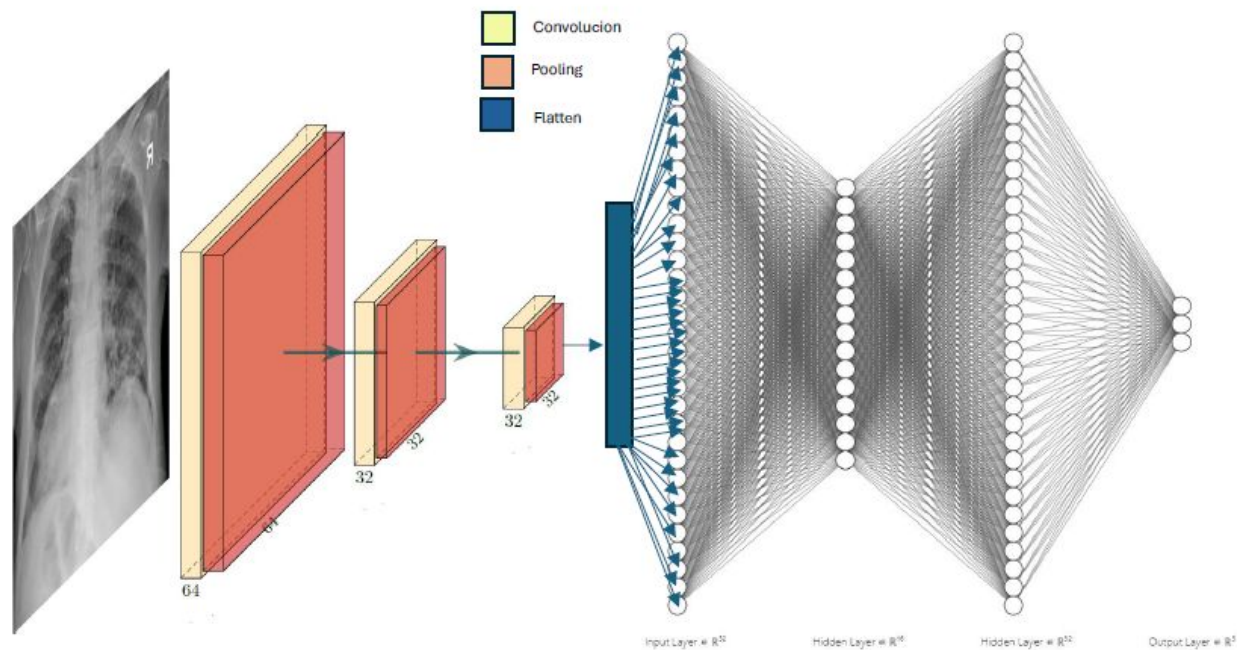 Convolucion
Pooling
Flatten
R
64
64
32
32
32
32
Input Layer ∈ ℝ³²
Hidden Layer ∈ ℝ¹⁶
Hidden Layer ∈ ℝ³²
Output Layer ∈ ℝ³